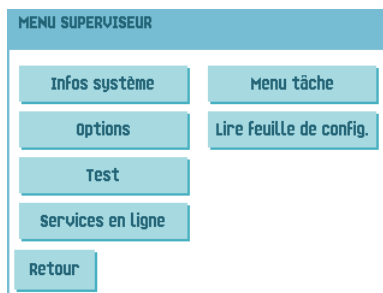 MENU SUPERVISEUR
Infos système
Menu tâche
Options
Lire feuille de config.
Test
Services en ligne
Retour